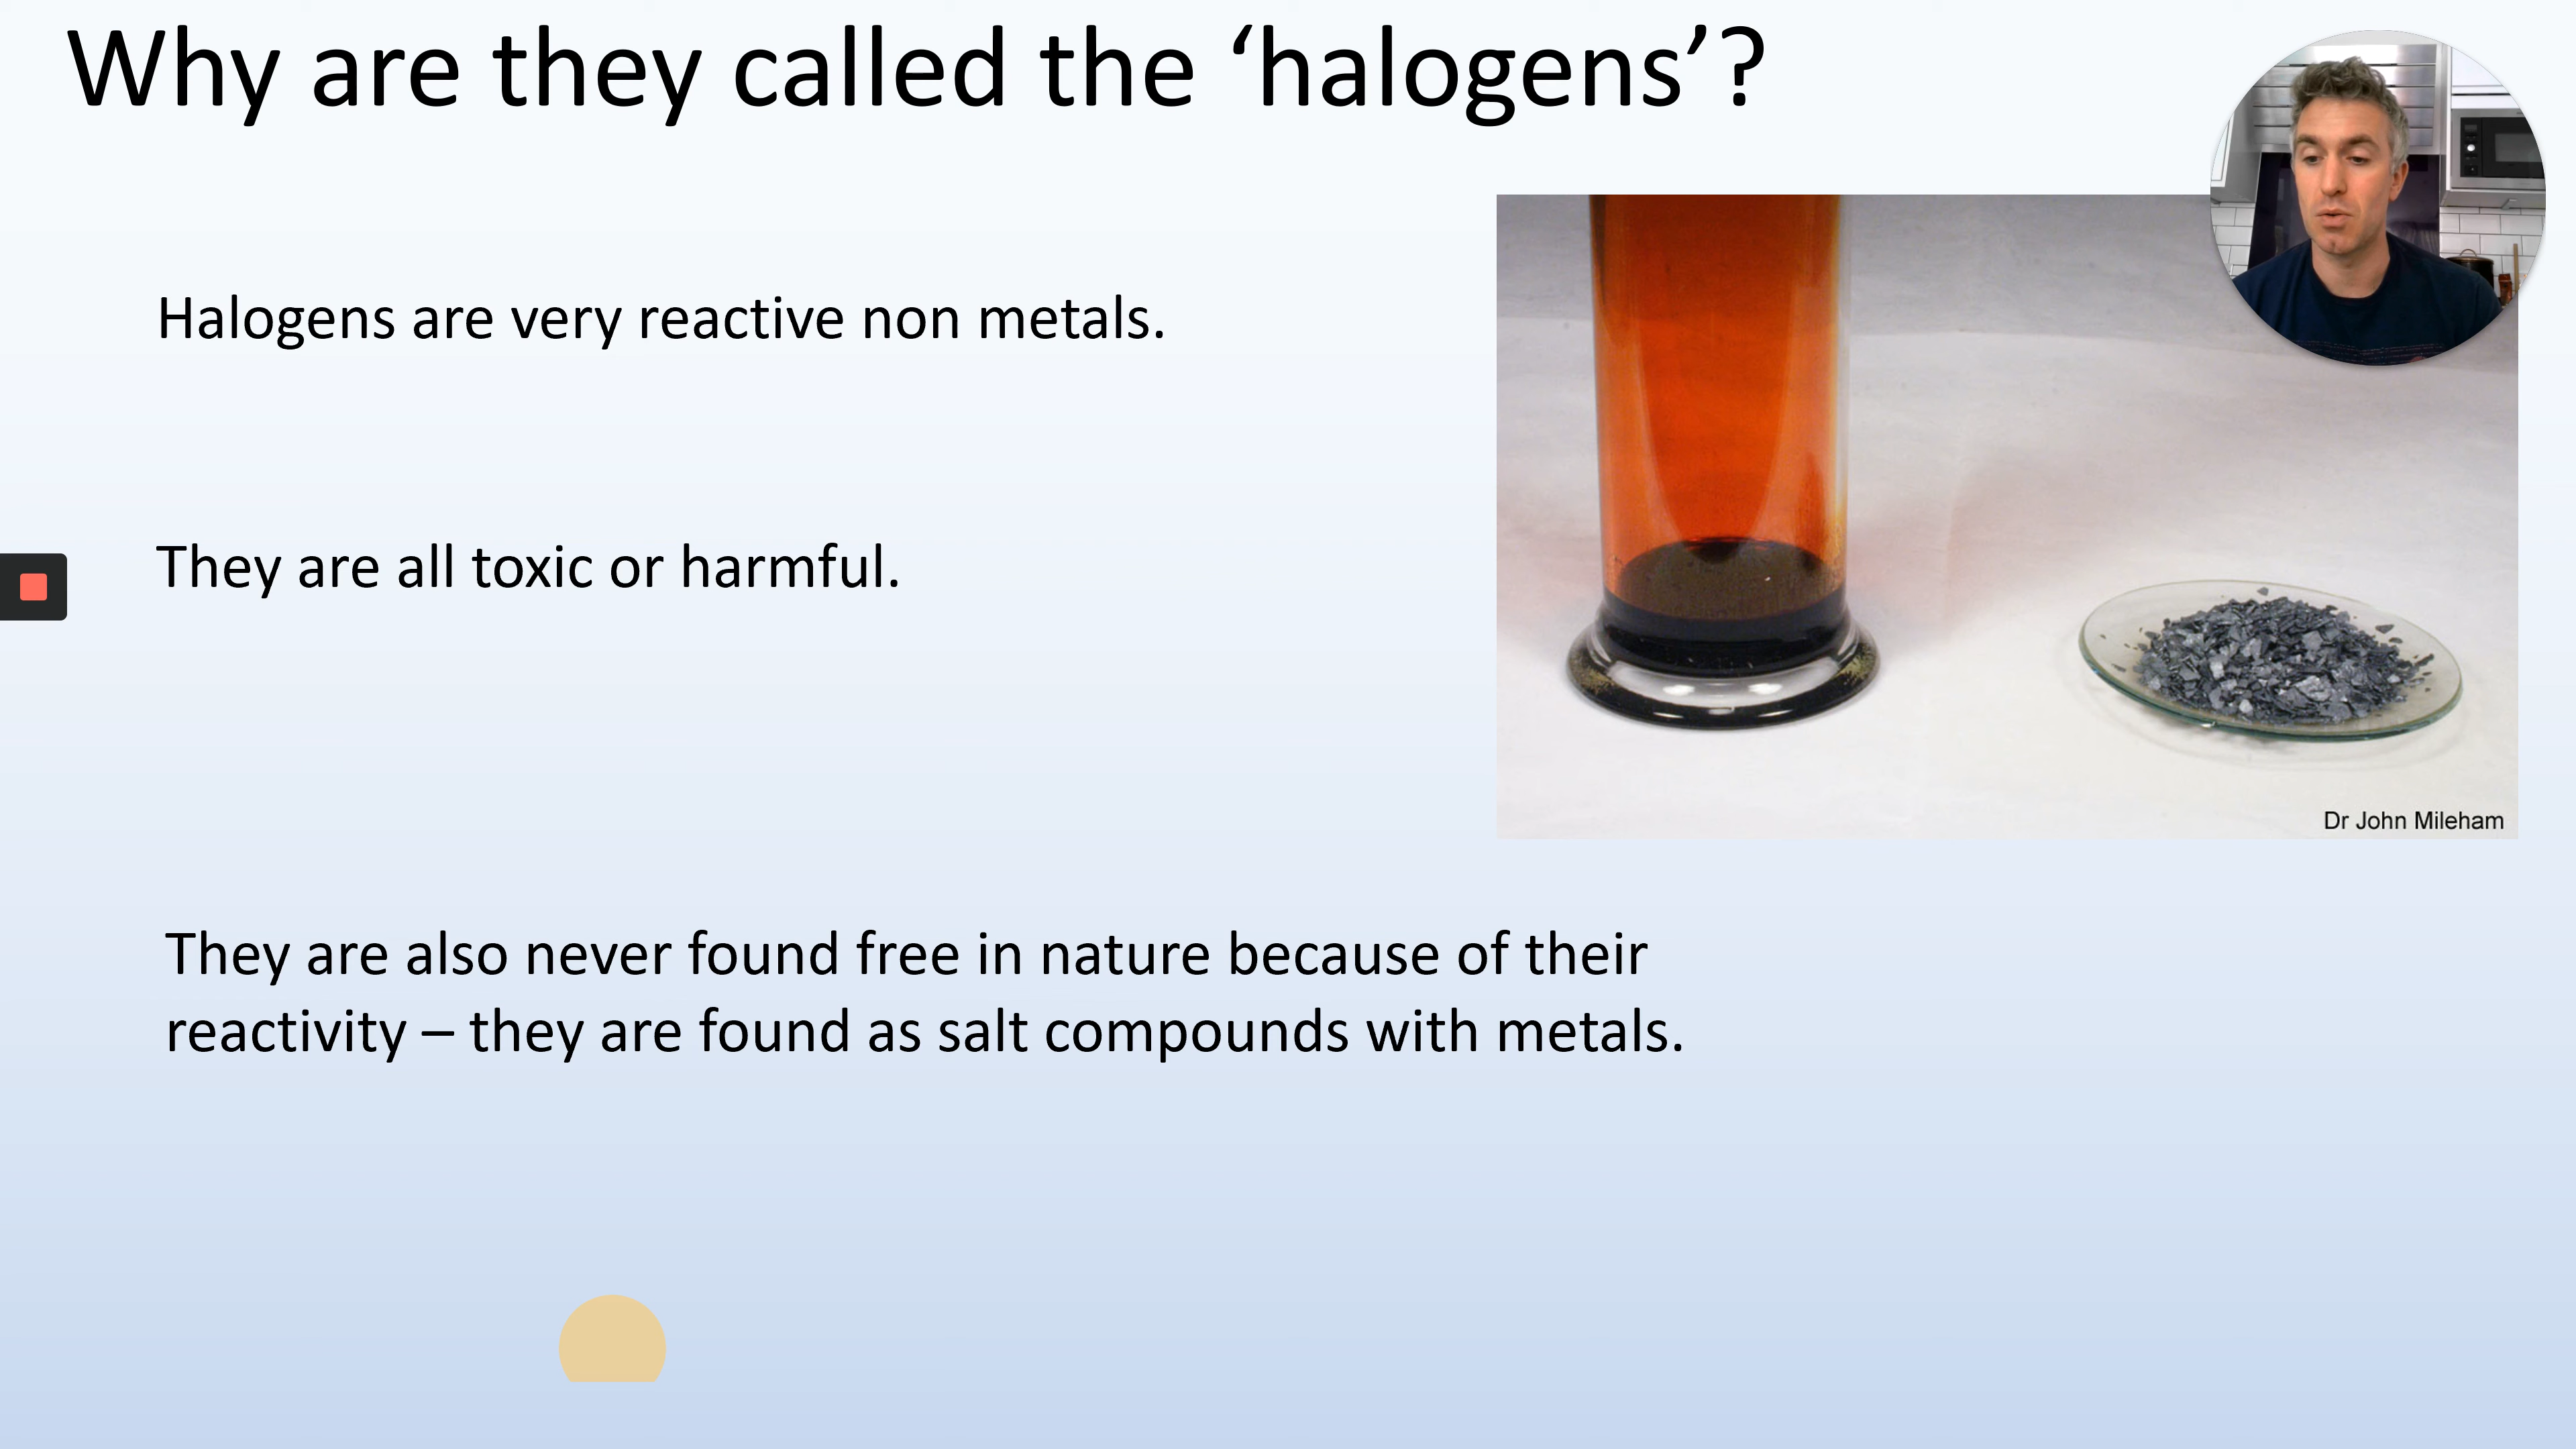 Why are they called the ‘halogens’?
Halogens are very reactive non metals.
They are all toxic or harmful.
Dr John Mileham
They are also never found free in nature because of their
reactivity – they are found as salt compounds with metals.